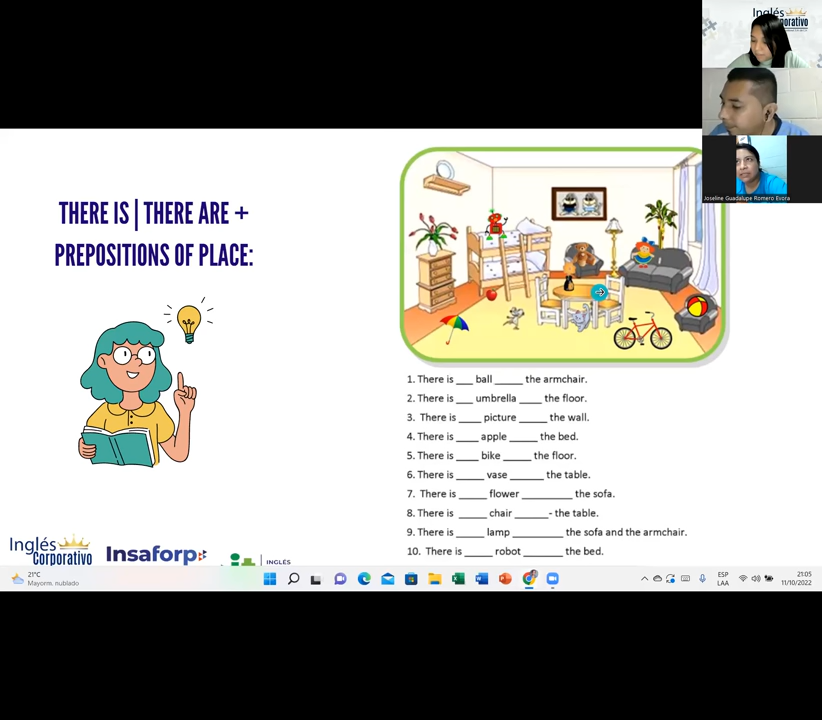 Inglés
Corporativo
Joseline Guadalupe Romero Elvora
THERE IS | THERE ARE +
PREPOSITIONS OF PLACE:
1. There is ___ ball _____ the armchair.
2. There is ____ umbrella ____ the floor.
3. There is ____ picture _____ the wall.
4. There is ____ apple _____ the bed.
5. There is _____ bike _____ the floor.
6. There is _____ vase ______ the table.
7. There is _____ flower _________ the sofa.
8. There is _____ chair ______- the table.
9. There is _____ lamp _________ the sofa and the armchair.
10. There is _____ robot _______ the bed.
Inglés
Corporativo
Insaforp
INGLÉS
21°C
Mayorm. nublado
ESP
LAA
21:05
11/10/2022